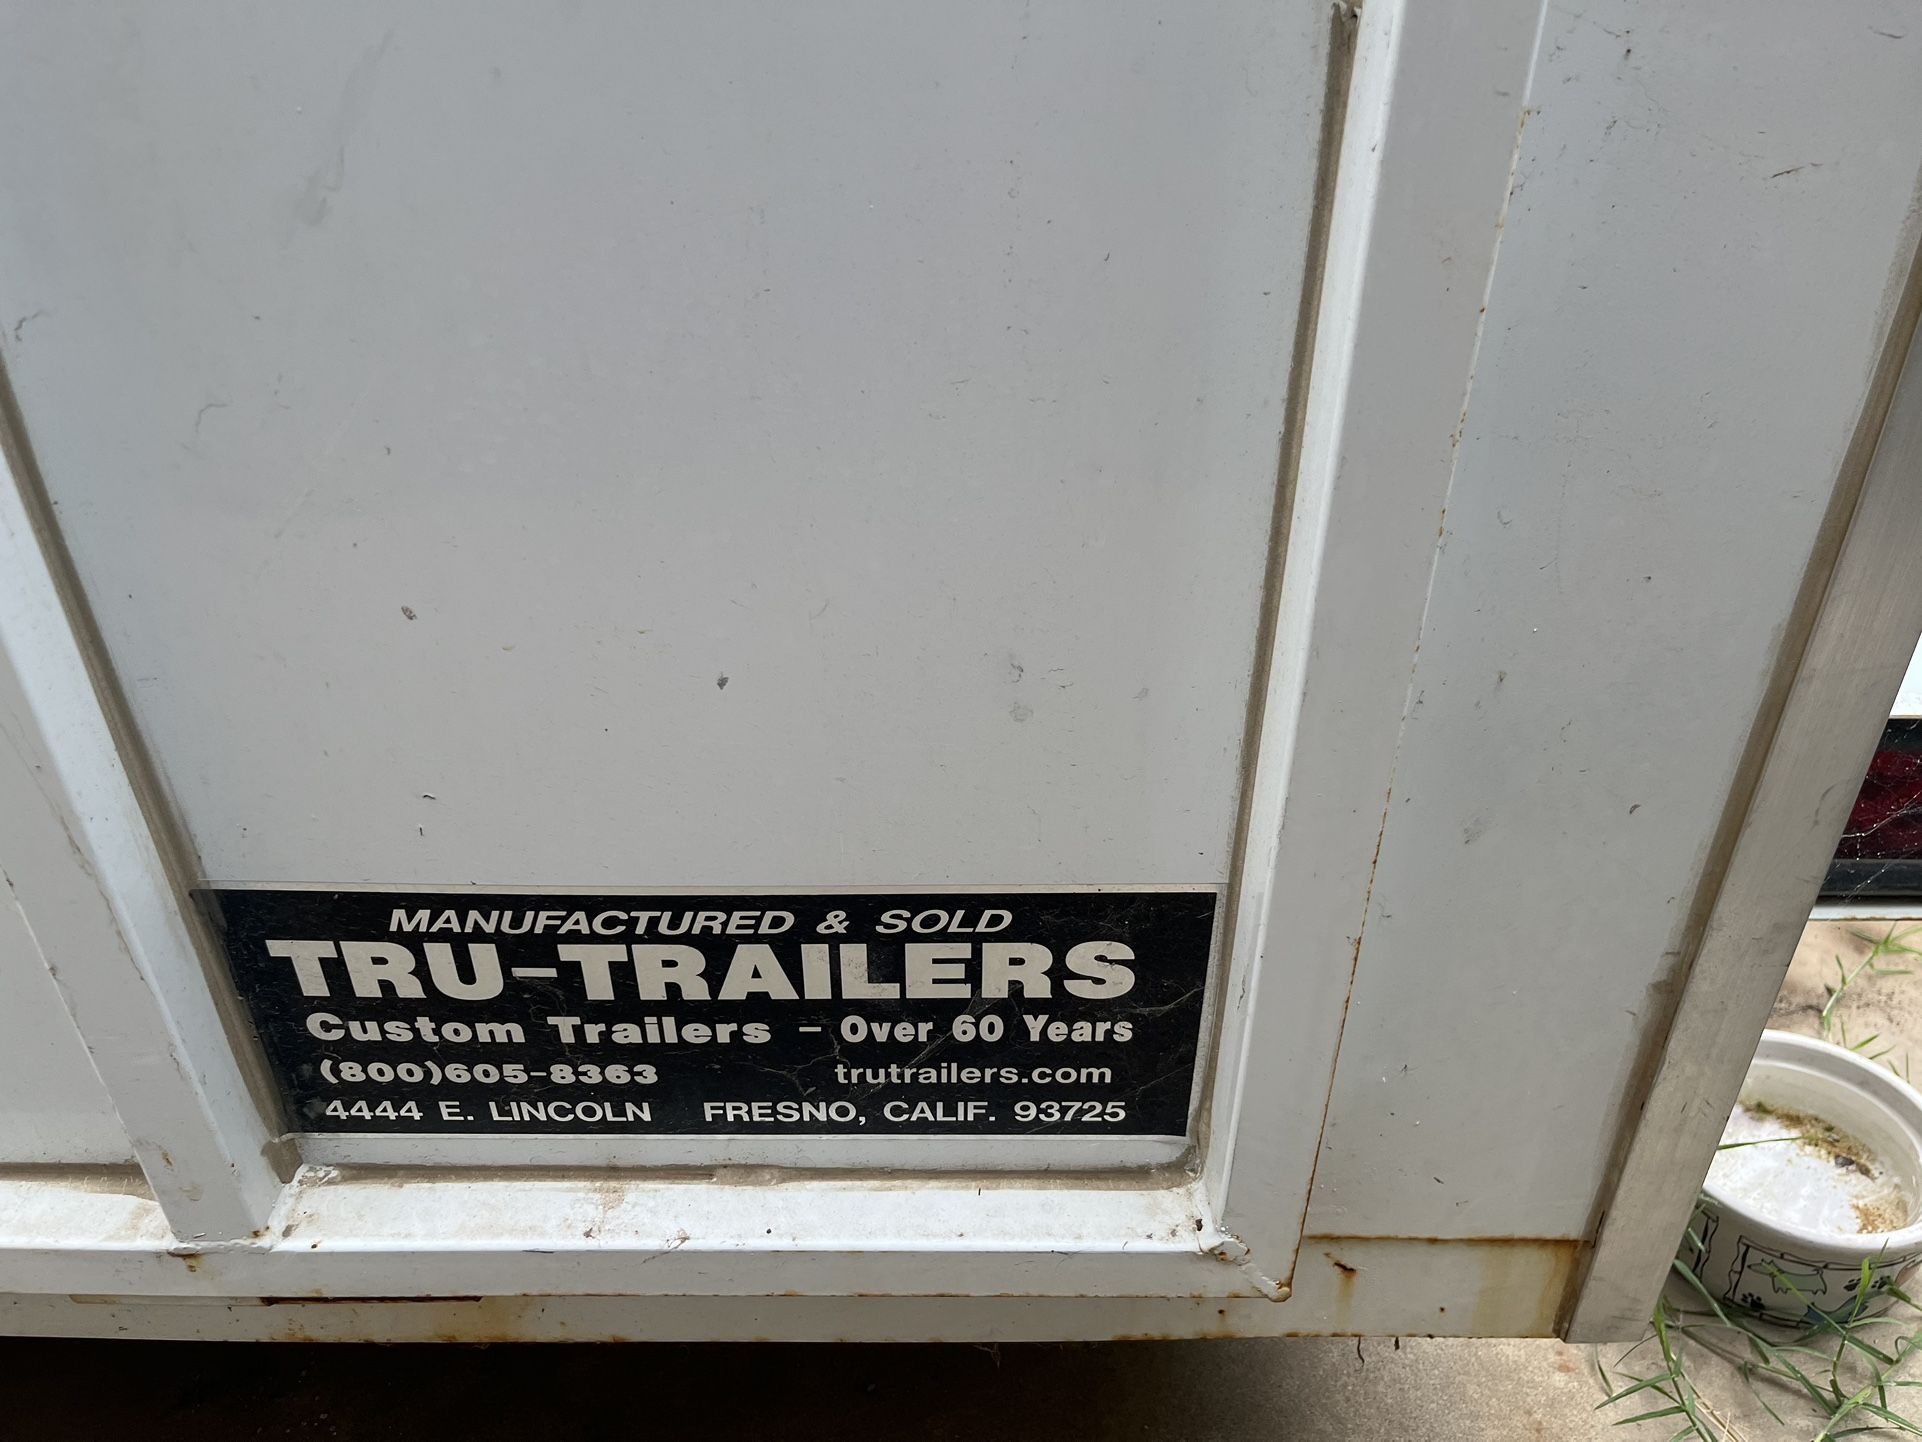 MANUFACTURED & SOLD
TRU-TRAILERS
Custom Trailers - Over 60 Years
(800)605-8363 trutrailers.com
4444 E. LINCOLN FRESNO, CALIF. 93725